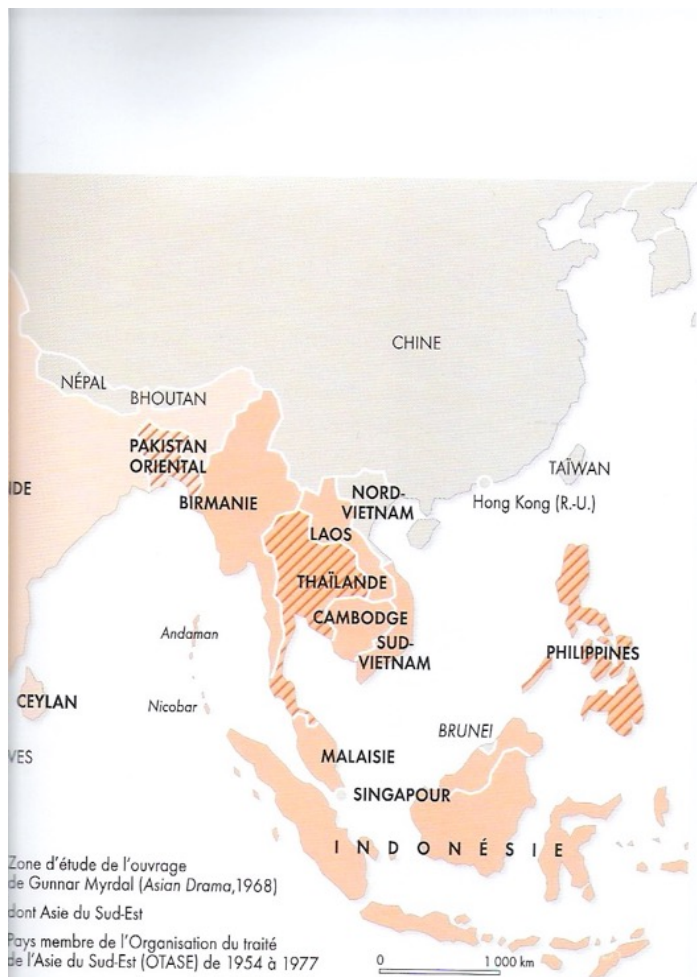 CHINE
NÉPAL
BHOUTAN
PAKISTAN
ORIENTAL
TAÏWAN
IDE
BIRMANIE
NORD-
VIETNAM
Hong Kong (R.-U.)
LAOS
THAÏLANDE
CAMBODGE
SUD-
VIETNAM
Andaman
PHILIPPINES
CEYLAN
Nicobar
BRUNEI
VES
MALAISIE
SINGAPOUR
INDONÉSIE
Zone d'étude de l'ouvrage
de Gunnar Myrdal (Asian Drama,1968)
dont Asie du Sud-Est
Pays membre de l'Organisation du traité
de l'Asie du Sud-Est (OTASE) de 1954 à 1977
0 1 000 km